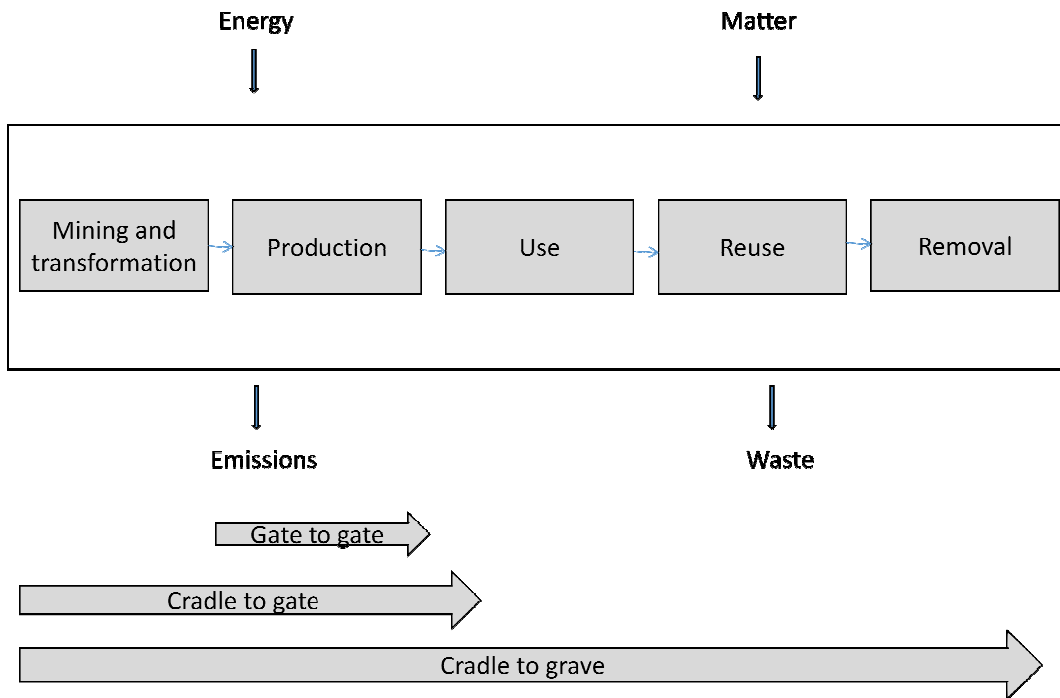 Energy
Matter
Mining and
transformation
Production
Use
Reuse
Removal
Emissions
Waste
Gate to gate
Cradle to gate
Cradle to grave